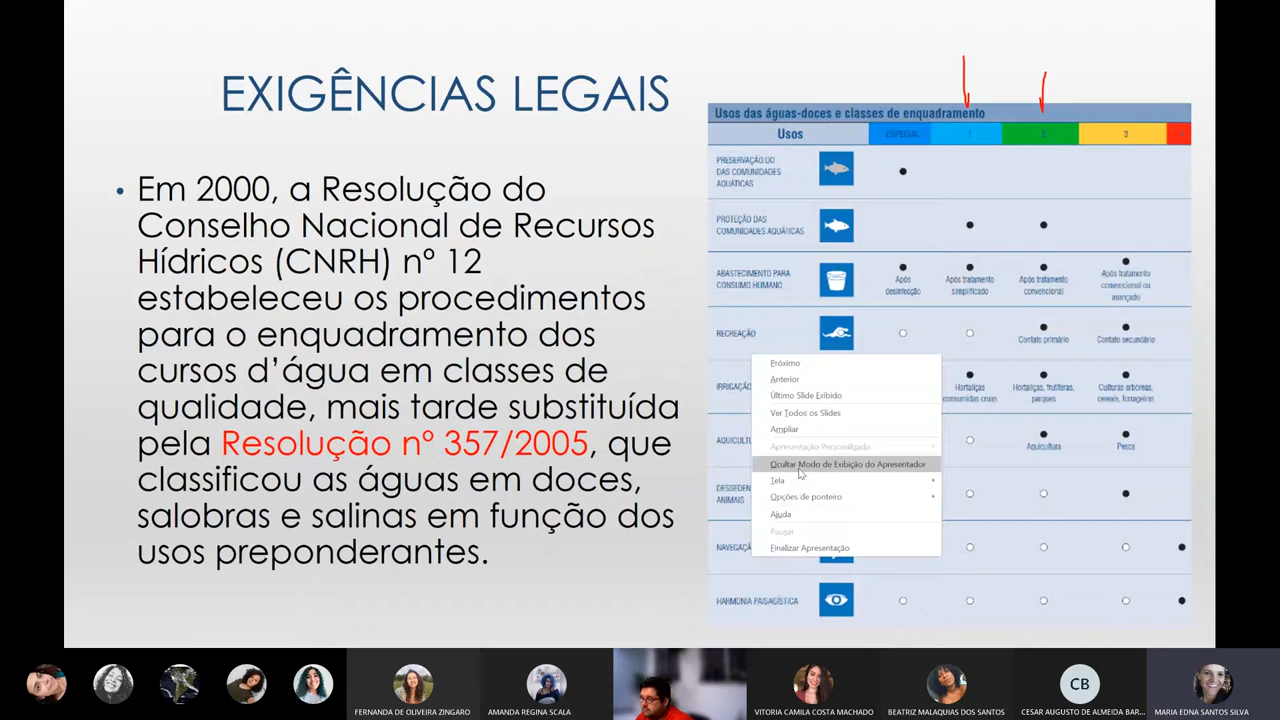 EXIGÊNCIAS LEGAIS
• Em 2000, a Resolução do
Conselho Nacional de Recursos
Hídricos (CNRH) nº 12
estabeleceu os procedimentos
para o enquadramento dos
cursos d’água em classes de
qualidade, mais tarde substituída
pela Resolução nº 357/2005, que
classificou as águas em doces,
salobras e salinas em função dos
usos preponderantes.
Usos das águas-doces e classes de enquadramento
Usos ESPECIAL 1 2 3
PRESERVAÇÃO DO
DAS COMUNIDADES
AQUÁTICAS
PROTEÇÃO DAS
COMUNIDADES AQUÁTICAS
ABASTECIMENTO PARA
CONSUMO HUMANO
Após
desinfecção
Após tratamento
simplificado
Após tratamento
convencional
Após tratamento
convencional ou
avançado
RECREAÇÃO
Contato primário
Contato secundário
IRRIGAÇÃO
Hortaliças
consumidas cruas
Hortaliças, frutíferas,
parques
Culturas arbóreas,
cereais, forrageiras
AQUICULTU
Aquicultura
Pesca
DESSEDEN
ANIMAIS
NAVEGAÇÃ
HARMONIA PAISAGÍSTICA
Próximo
Anterior
Último Slide Exibido
Ver Todos os Slides
Ampliar
Apresentação Personalizada
Ocultar Modo de Exibição do Apresentador
Tela
Opções de ponteiro
Ajuda
Pausar
Finalizar Apresentação
FERNANDA DE OLIVEIRA ZINGARO
AMANDA REGINA SCALA
VITORIA CAMILA COSTA MACHADO
BEATRIZ MALAQUIAS DOS SANTOS
CB
CESAR AUGUSTO DE ALMEIDA BAR...
MARIA EDNA SANTOS SILVA